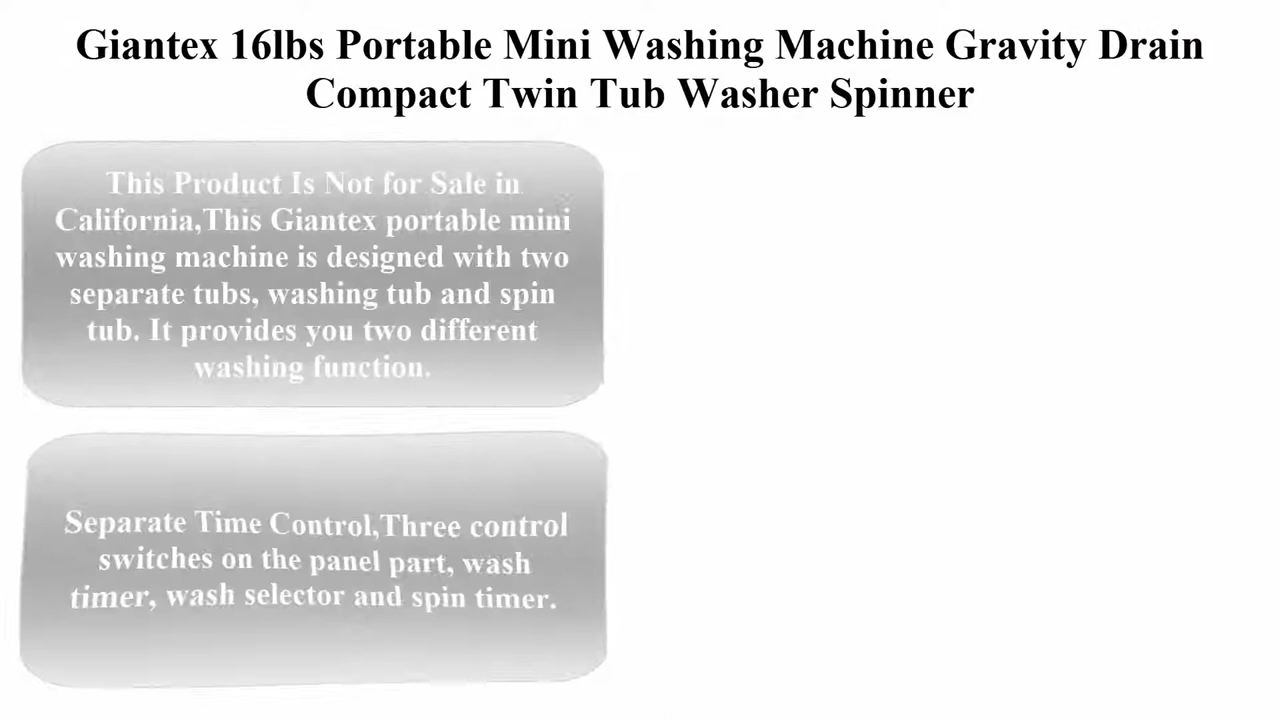 Giantex 16lbs Portable Mini Washing Machine Gravity Drain
Compact Twin Tub Washer Spinner
This Product Is Not for Sale in
California,This Giantex portable mini
washing machine is designed with two
separate tubs, washing tub and spin
tub. It provides you two different
washing function.
Separate Time Control,Three control
switches on the panel part, wash
timer, wash selector and spin timer.